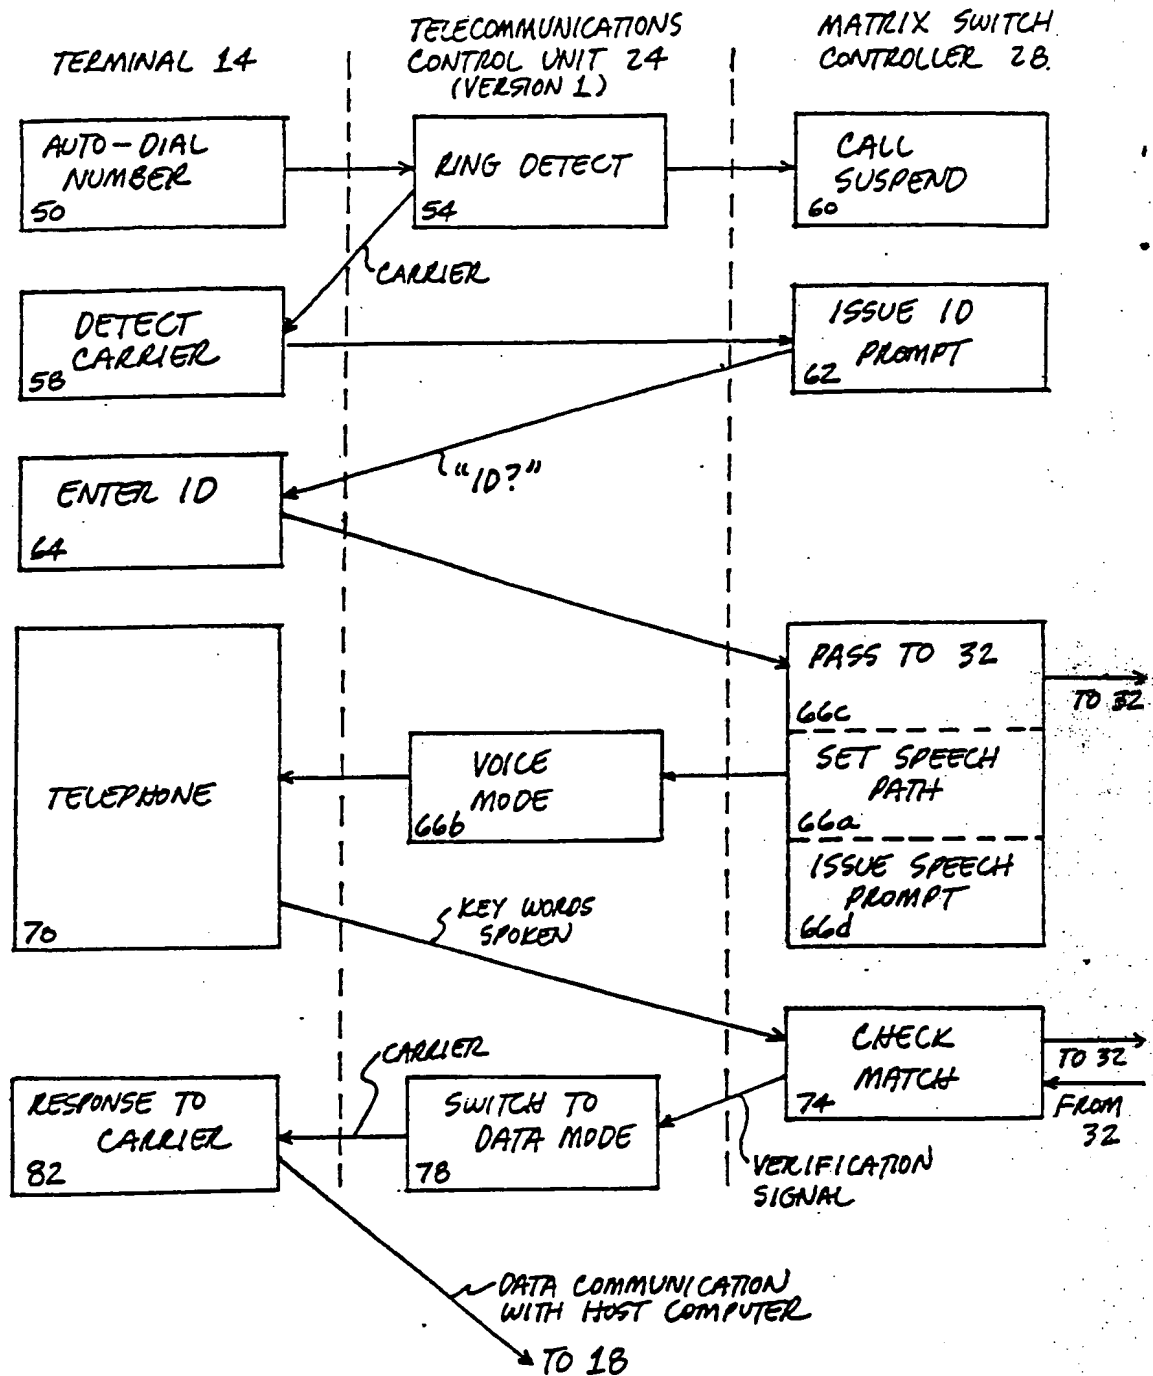 TERMINAL 14
TELECOMMUNICATIONS
CONTROL UNIT 24
(VERSION 1)
MATRIX SWITCH
CONTROLLER 28.
AUTO-DIAL
NUMBER
50
RING DETECT
54
CALL
SUSPEND
60
CARRIER
DETECT
CARRIER
58
ISSUE ID
PROMPT
62
"ID?"
ENTER ID
64
PASS TO 32
66c
TO 32
TELEPHONE
70
VOICE
MODE
66b
SET SPEECH
PATH
66a
ISSUE SPEECH
PROMPT
66d
KEY WORDS
SPOKEN
CHECK
MATCH
74
TO 32
FROM
32
CARRIER
RESPONSE TO
CARRIER
82
SWITCH TO
DATA MODE
78
VERIFICATION
SIGNAL
DATA COMMUNICATION
WITH HOST COMPUTER
TO 18